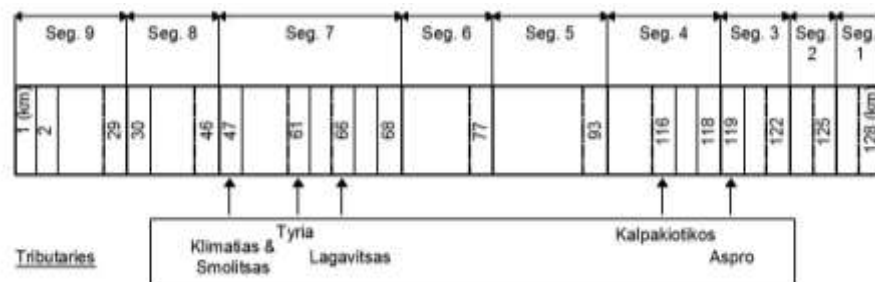 Seg. 9 Seg. 8 Seg. 7 Seg. 6 Seg. 5 Seg. 4 Seg. 3 Seg. 2 Seg. 1
1 (km) 2 29 30 46 47 61 66 68 77 93 116 118 119 122 125 128 (km)
Tyria Kalpakiotikos
Tributaries Klimatias & Smolitsas Lagavitsas Aspro